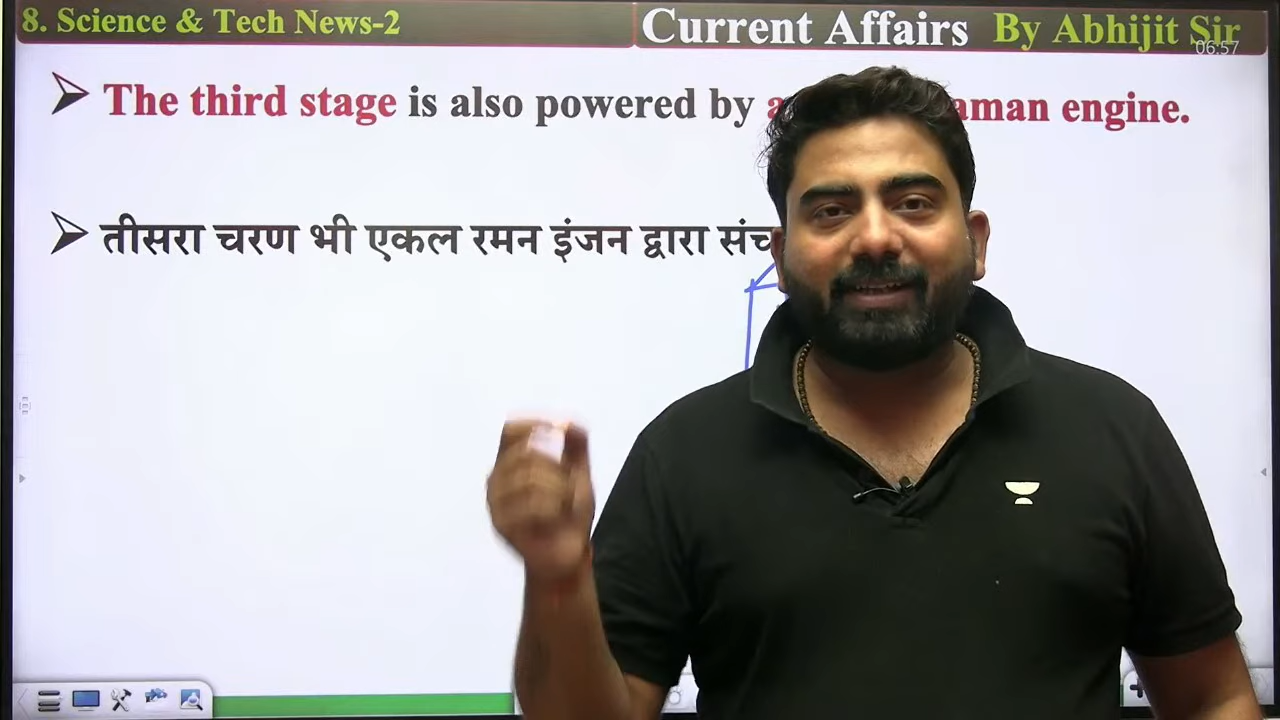 8. Science & Tech News-2
Current Affairs By Abhijit Sir
06:57
The third stage is also powered by aman engine.
तीसरा चरण भी एकल रमन इंजन द्वारा संच